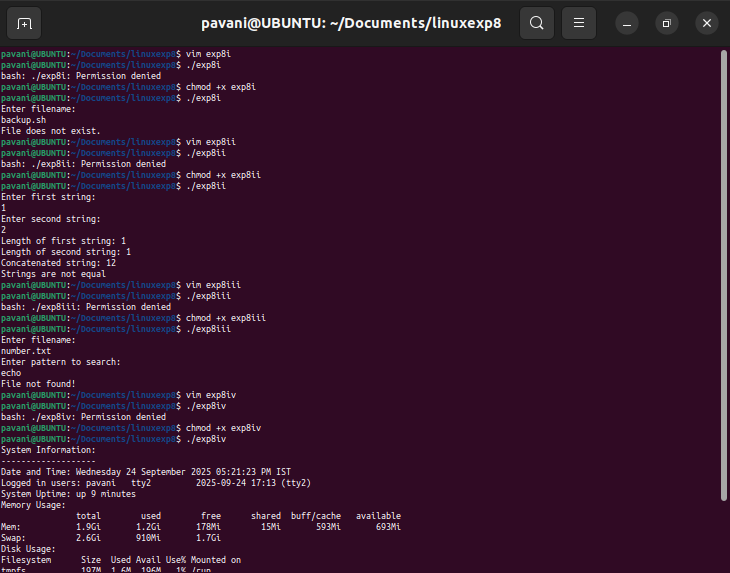 pavani@UBUNTU: ~/Documents/linuxexp8
pavani@UBUNTU:~/Documents/linuxexp8$ vim exp8i
pavani@UBUNTU:~/Documents/linuxexp8$ ./exp8i
bash: ./exp8i: Permission denied
pavani@UBUNTU:~/Documents/linuxexp8$ chmod +x exp8i
pavani@UBUNTU:~/Documents/linuxexp8$ ./exp8i
Enter filename:
backup.sh
File does not exist.
pavani@UBUNTU:~/Documents/linuxexp8$ vim exp8ii
pavani@UBUNTU:~/Documents/linuxexp8$ ./exp8ii
bash: ./exp8ii: Permission denied
pavani@UBUNTU:~/Documents/linuxexp8$ chmod +x exp8ii
pavani@UBUNTU:~/Documents/linuxexp8$ ./exp8ii
Enter first string:
1
Enter second string:
2
Length of first string: 1
Length of second string: 1
Concatenated string: 12
Strings are not equal
pavani@UBUNTU:~/Documents/linuxexp8$ vim exp8iii
pavani@UBUNTU:~/Documents/linuxexp8$ ./exp8iii
bash: ./exp8iii: Permission denied
pavani@UBUNTU:~/Documents/linuxexp8$ chmod +x exp8iii
pavani@UBUNTU:~/Documents/linuxexp8$ ./exp8iii
Enter filename:
number.txt
Enter pattern to search:
echo
File not found!
pavani@UBUNTU:~/Documents/linuxexp8$ vim exp8iv
pavani@UBUNTU:~/Documents/linuxexp8$ ./exp8iv
bash: ./exp8iv: Permission denied
pavani@UBUNTU:~/Documents/linuxexp8$ chmod +x exp8iv
pavani@UBUNTU:~/Documents/linuxexp8$ ./exp8iv
System Information:
-------------------
Date and Time: Wednesday 24 September 2025 05:21:23 PM IST
Logged in users: pavani   tty2         2025-09-24 17:13 (tty2)
System Uptime: up 9 minutes
Memory Usage:
               total        used        free      shared  buff/cache   available
Mem:           1.9Gi       1.2Gi       178Mi        15Mi       593Mi       693Mi
Swap:          2.6Gi       910Mi       1.7Gi
Disk Usage:
Filesystem      Size  Used Avail Use% Mounted on
tmpfs           197M  1.6M  196M   1% /run